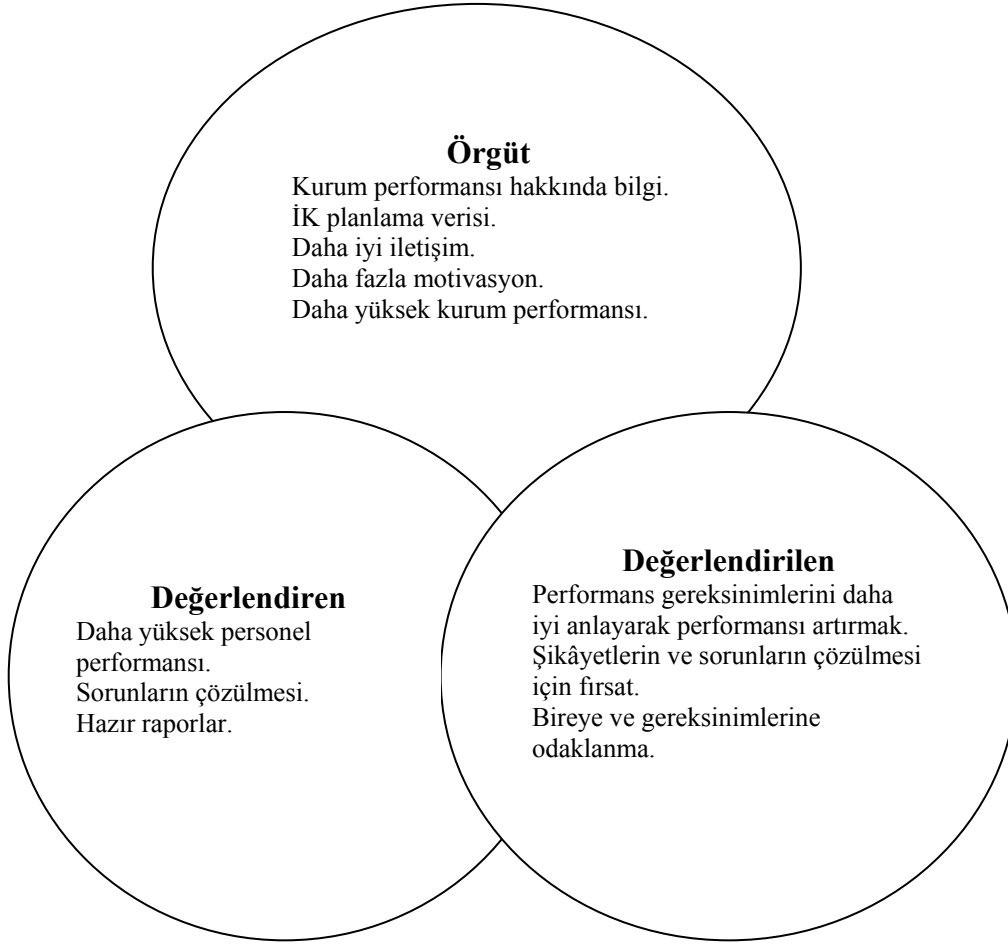 Örgüt
Kurum performansı hakkında bilgi.
İK planlama verisi.
Daha iyi iletişim.
Daha fazla motivasyon.
Daha yüksek kurum performansı.
Değerlendiren
Daha yüksek personel
performansı.
Sorunların çözülmesi.
Hazır raporlar.
Değerlendirilen
Performans gereksinimlerini daha
iyi anlayarak performansı artırmak.
Şikâyetlerin ve sorunların çözülmesi
için fırsat.
Bireye ve gereksinimlerine
odaklanma.